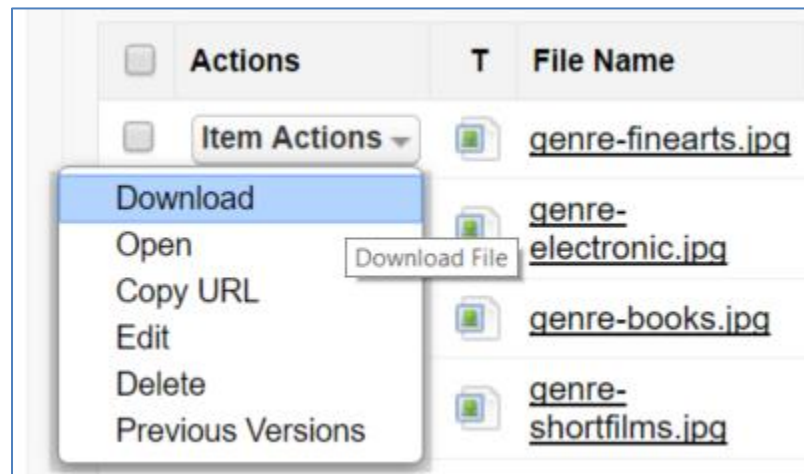 Actions T File Name
Item Actions genre-finearts.jpg
Download
genre-
electronic.jpg
Open
Download File
Copy URL
genre-books.jpg
Edit
Delete
genre-
shortfilms.jpg
Previous Versions